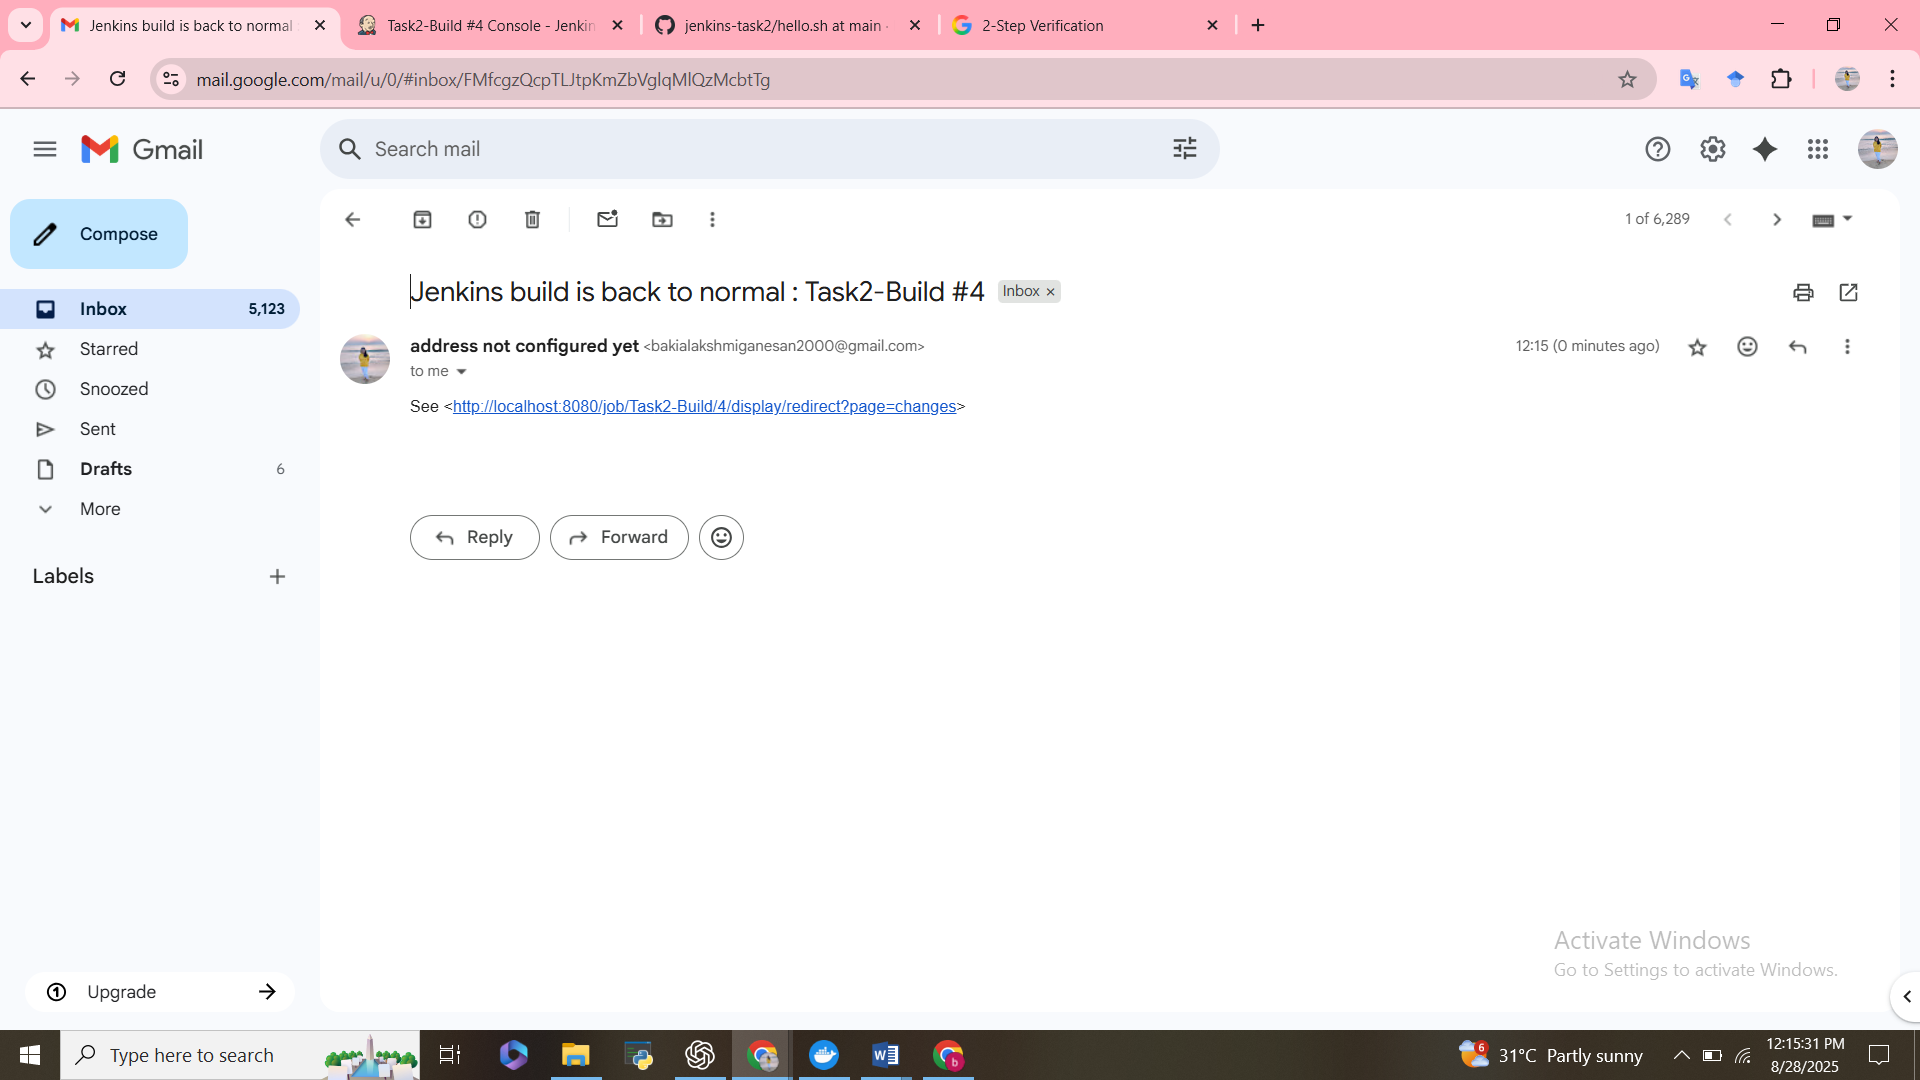 Jenkins build is back to normal :
Task2-Build #4 Console - Jenkin
jenkins-task2/hello.sh at main ·
2-Step Verification
mail.google.com/mail/u/0/#inbox/FMfcgzQcpTLJtpKmZbVglqMlQzMcbtTg
Gmail
Search mail
Compose
1 of 6,289
Jenkins build is back to normal : Task2-Build #4 Inbox ×
Inbox 5,123
Starred
Snoozed
Sent
Drafts 6
More
Labels
address not configured yet <bakialakshmiganesan2000@gmail.com>
12:15 (0 minutes ago)
to me
See <http://localhost:8080/job/Task2-Build/4/display/redirect?page=changes>
Reply
Forward
Activate Windows
Go to Settings to activate Windows.
Upgrade
Type here to search
6
31°C Partly sunny
12:15:31 PM
8/28/2025